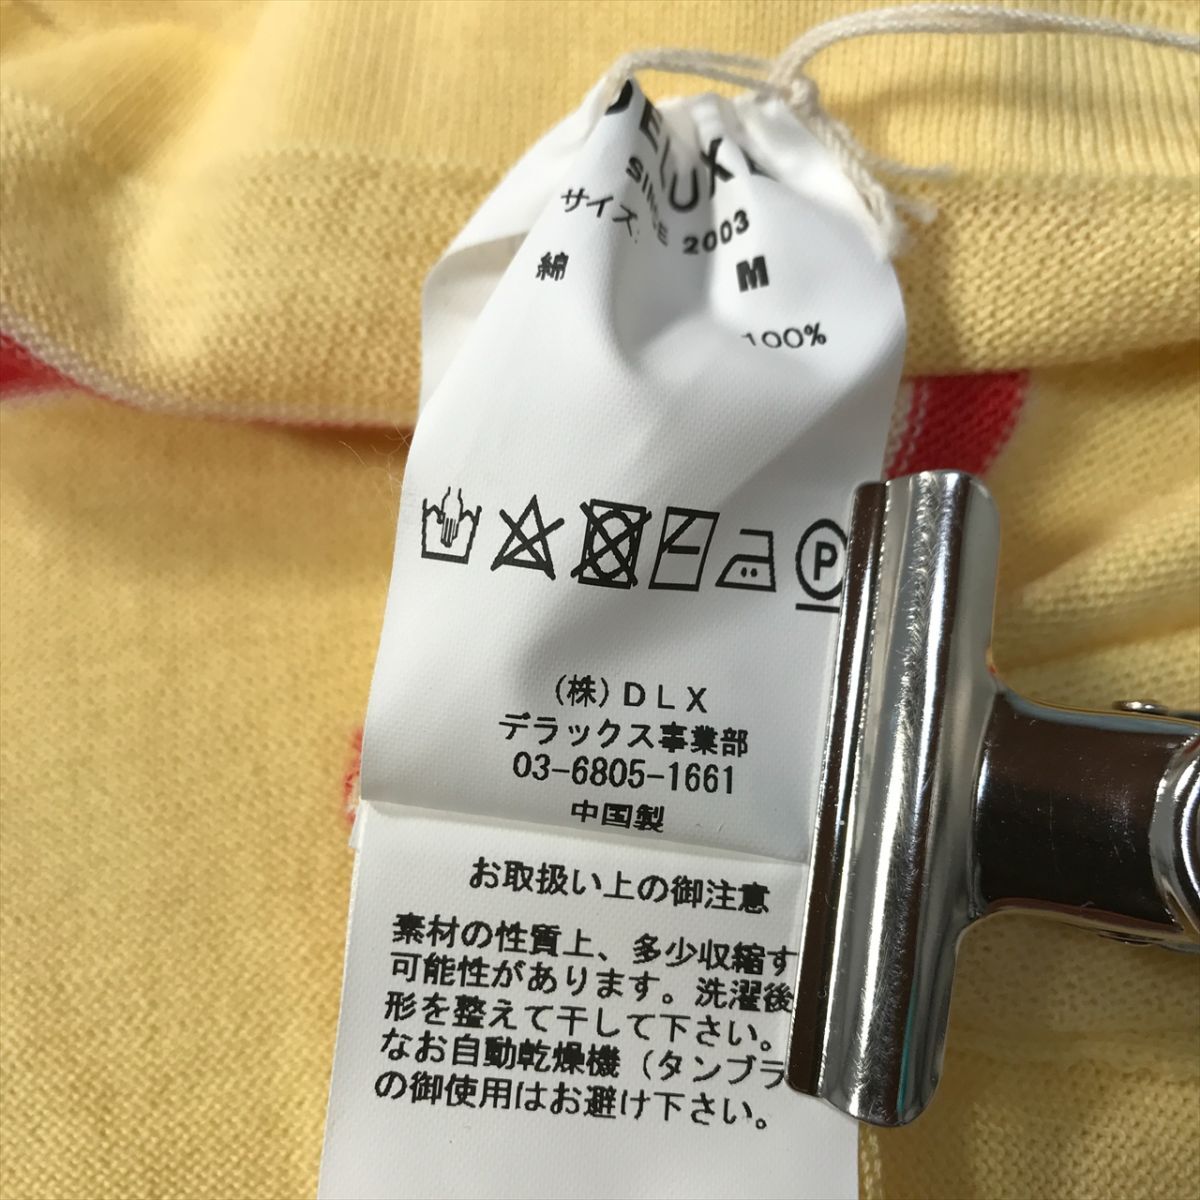 DELUXE
SINCE 2003
サイズ: M
綿 100%
P
(株)DLX
デラックス事業部
03-6805-1661
中国製
お取扱い上の御注意
素材の性質上、多少収縮す
可能性があります。洗濯後
形を整えて干して下さい。
なお自動乾燥機(タンブラ
の御使用はお避け下さい。